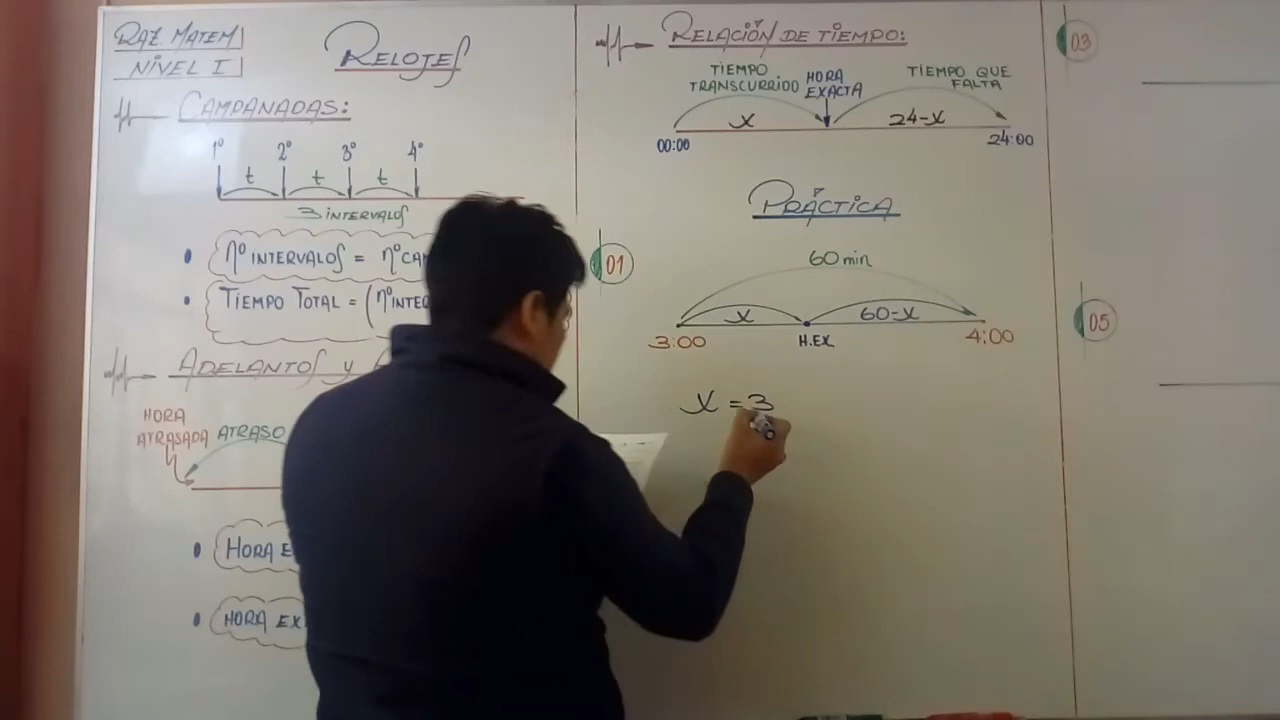 RAZ. MATEM
NIVEL I
RELOJES
CAMPANADAS:
1° 2° 3° 4°
t t t
3 INTERVALOS
• N° INTERVALOS = N° CA
• TIEMPO TOTAL = (N° INTE
ADELANTOS Y
HORA
ATRASADA ATRASO
• HORA E
• HORA EX
RELACIÓN DE TIEMPO:
TIEMPO
TRANSCURRIDO
HORA
EXACTA
TIEMPO QUE
FALTA
x 24-x
00:00 24:00
PRÁCTICA
01
60 min
x 60-x
3:00 H.EX 4:00
x = 3
03
05